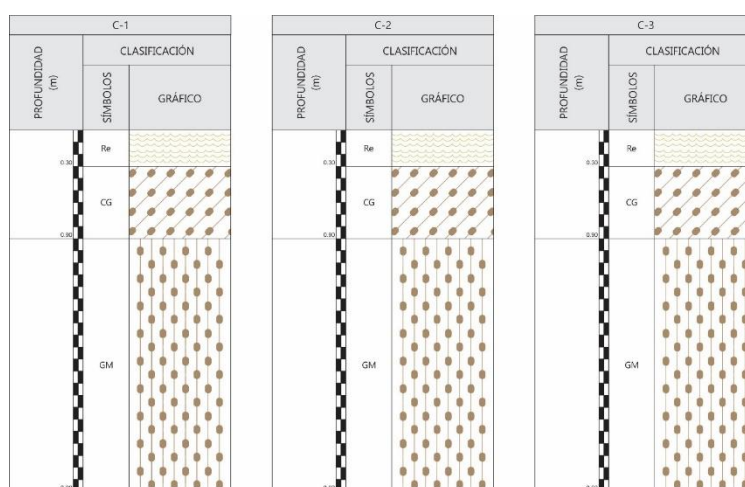 C-1
PROFUNDIDAD (m)
CLASIFICACIÓN
SÍMBOLOS
GRÁFICO
Re
0.30
CG
0.90
GM
C-2
PROFUNDIDAD (m)
CLASIFICACIÓN
SÍMBOLOS
GRÁFICO
Re
0.30
CG
0.90
GM
C-3
PROFUNDIDAD (m)
CLASIFICACIÓN
SÍMBOLOS
GRÁFICO
Re
0.30
CG
0.90
GM